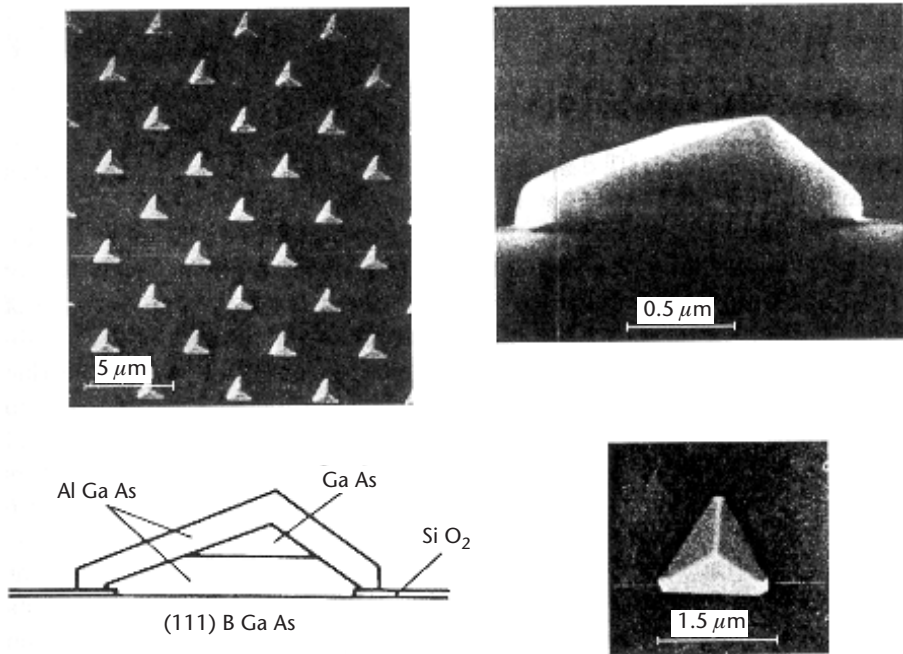 5 μm
0.5 μm
Al Ga As
Ga As
Si O₂
(111) B Ga As
1.5 μm